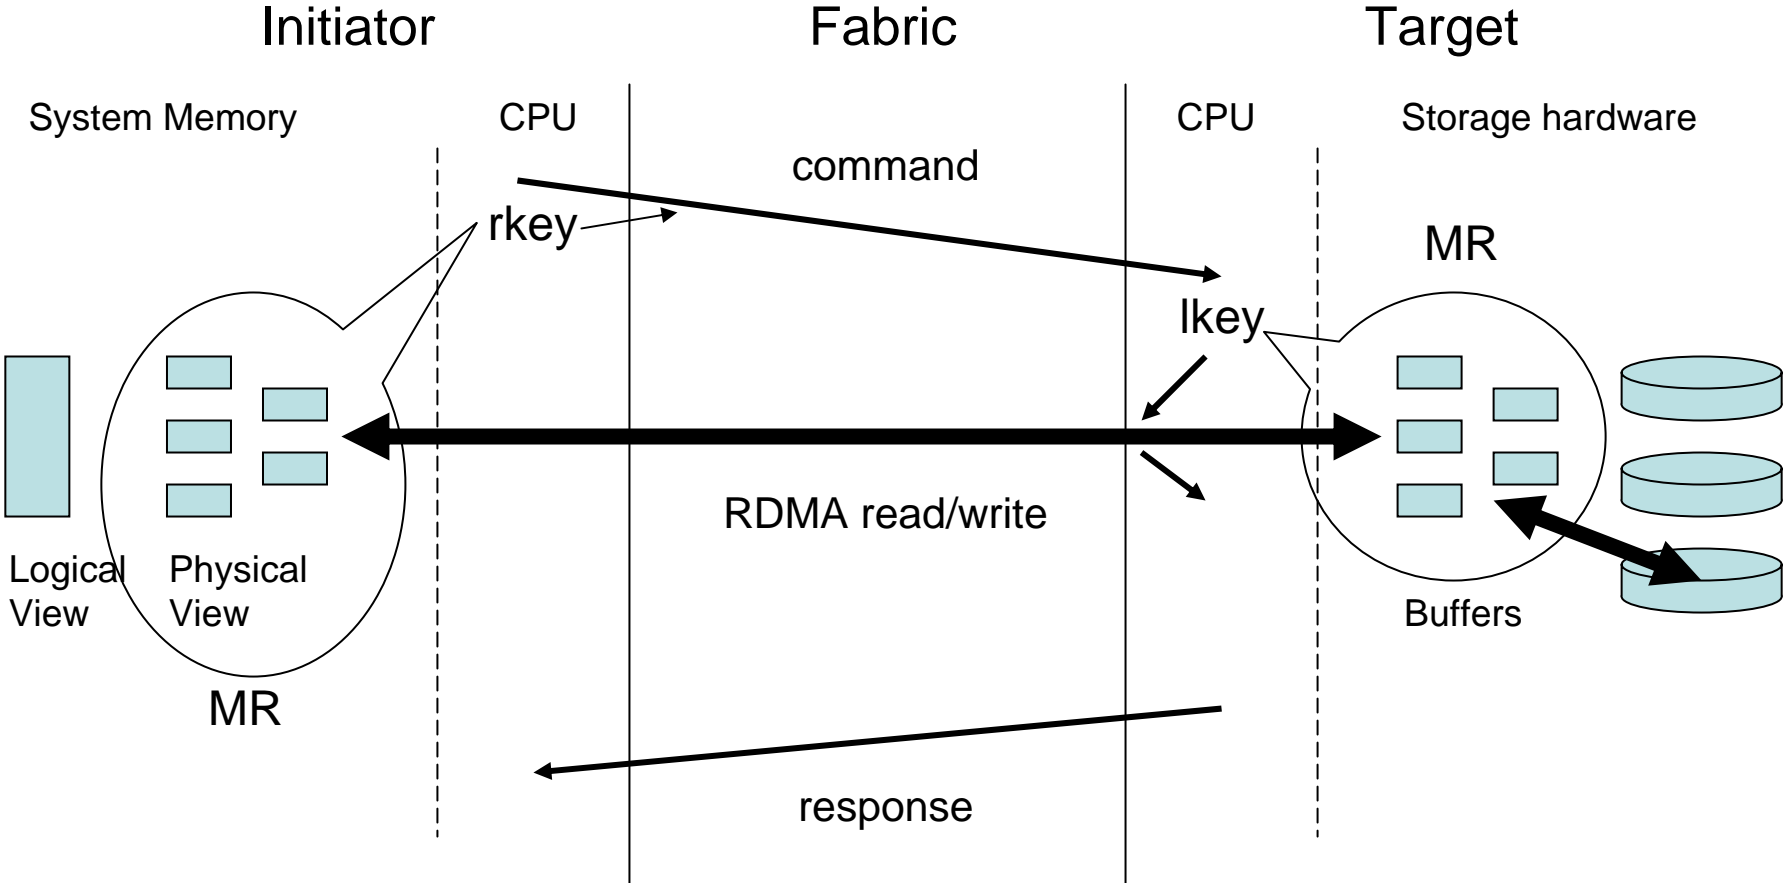 Initiator
Fabric
Target
System Memory
CPU
CPU
Storage hardware
command
rkey
MR
lkey
RDMA read/write
Logical
View
Physical
View
Buffers
MR
response